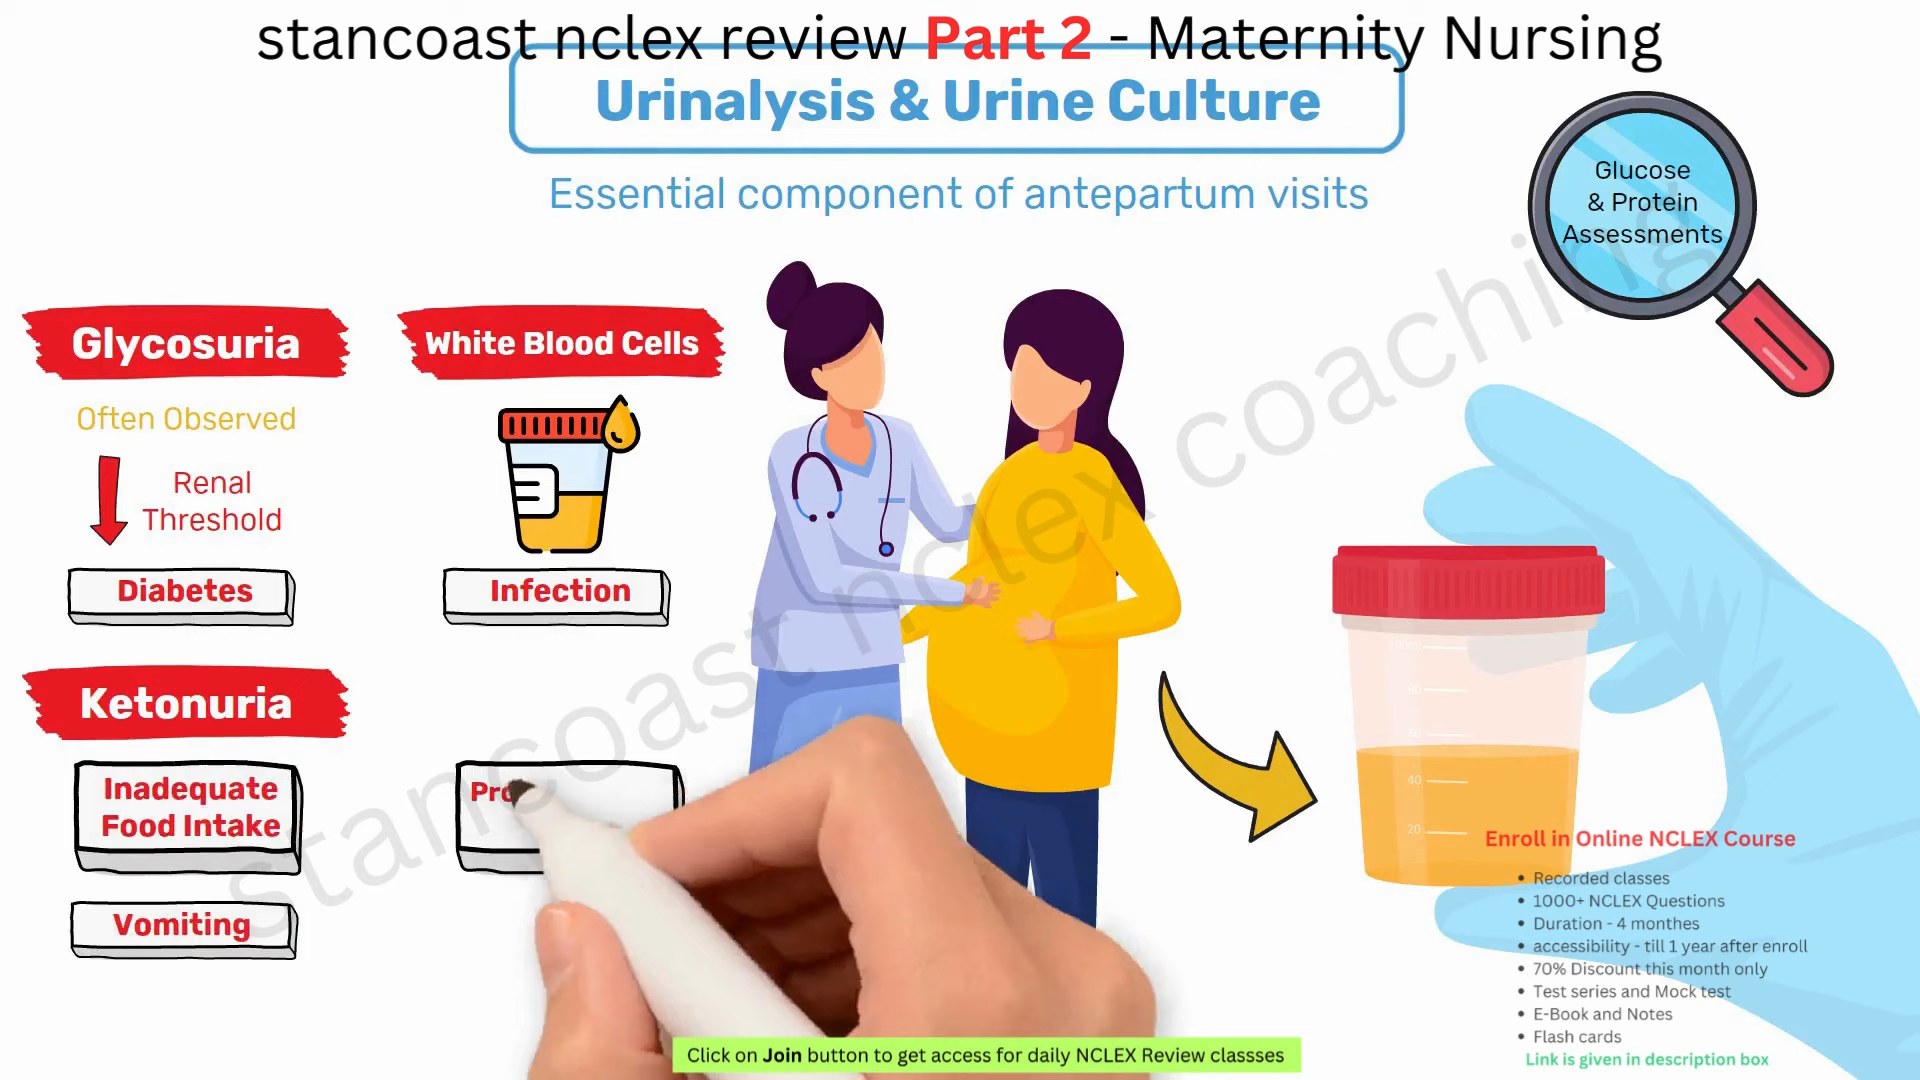 stancoast nclex review Part 2 - Maternity Nursing
Urinalysis & Urine Culture
Essential component of antepartum visits
Glucose
& Protein
Assessments
Glycosuria
Often Observed
Renal
Threshold
Diabetes
White Blood Cells
Infection
Ketonuria
Inadequate
Food Intake
Vomiting
stancoast nclex coaching
80
40
20
Enroll in Online NCLEX Course
• Recorded classes
• 1000+ NCLEX Questions
• Duration - 4 monthes
• accessibility - till 1 year after enroll
• 70% Discount this month only
• Test series and Mock test
• E-Book and Notes
• Flash cards
Link is given in description box
Click on Join button to get access for daily NCLEX Review classses